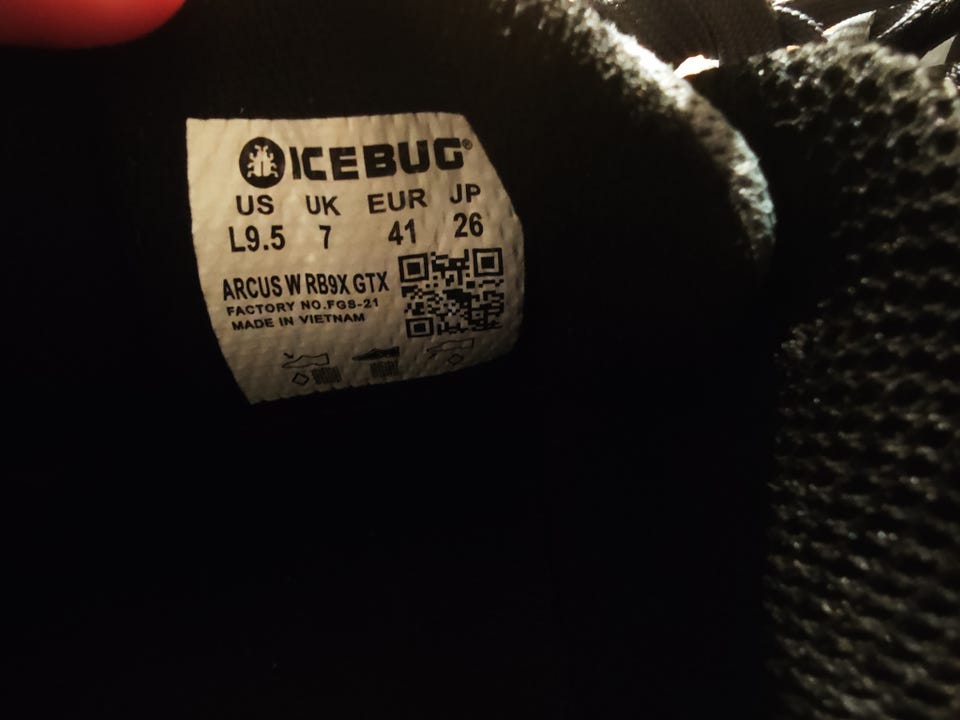 ICEBUG®
US UK EUR JP
L9.5 7 41 26
ARCUS W RB9X GTX
FACTORY NO.FGS-21
MADE IN VIETNAM